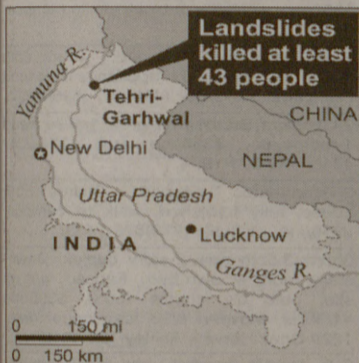 Landslides
killed at least
43 people
Yamuna R.
Tehri-
Garhwal
CHINA
New Delhi
NEPAL
Uttar Pradesh
INDIA
Lucknow
Ganges R.
0 150 mi
0 150 km